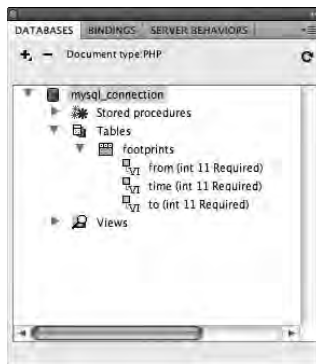 DATABASES BINDINGS SERVER BEHAVIORS
Document type:PHP
mysql_connection
Stored procedures
Tables
footprints
from (int 11 Required)
time (int 11 Required)
to (int 11 Required)
Views